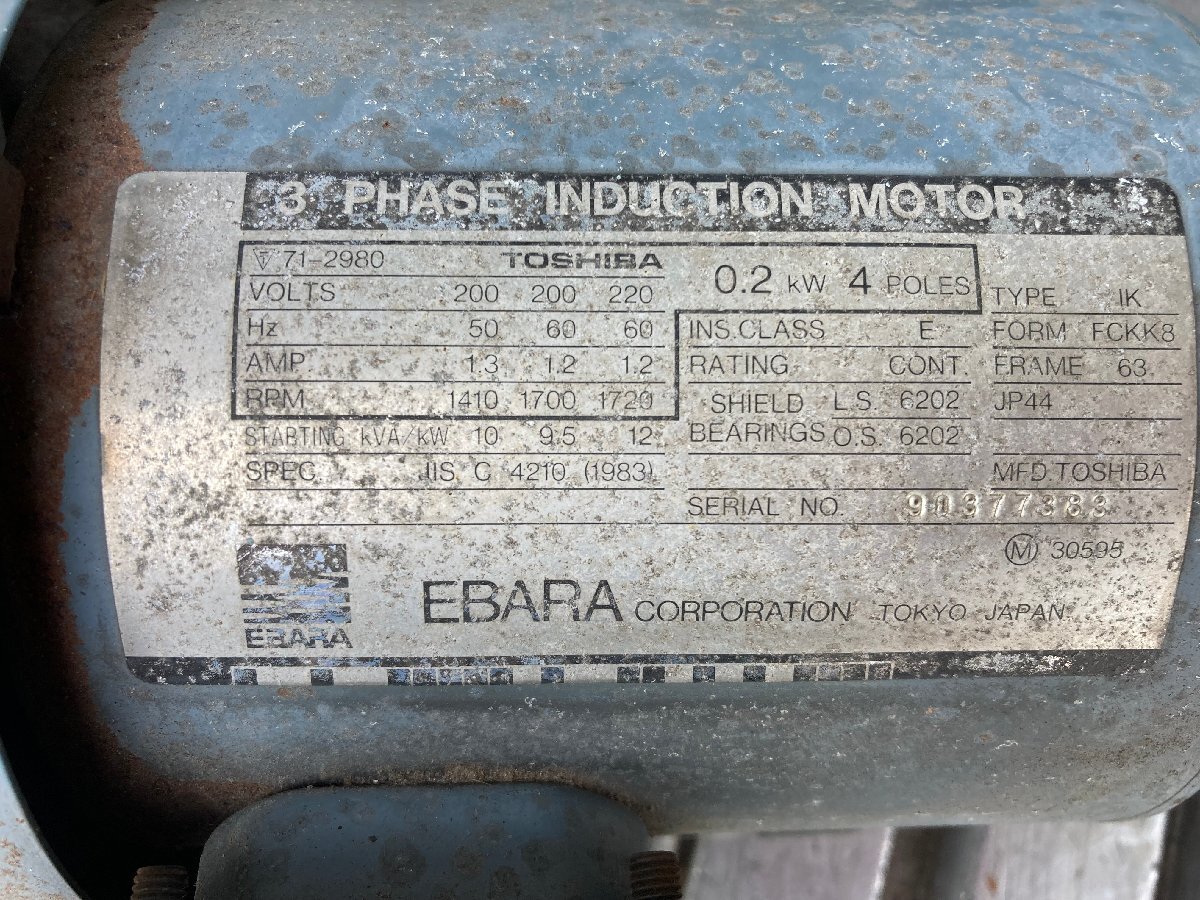 3 PHASE INDUCTION MOTOR
71-2980 TOSHIBA
0.2 kW 4 POLES
VOLTS 200 200 220
Hz 50 60 60
AMP. 1.3 1.2 1.2
RPM 1410 1700 1720
STARTING kVA/kW 10 9.5 12
SPEC JIS C 4210 (1983)
INS.CLASS E
RATING CONT.
SHIELD L.S. 6202
BEARINGS O.S. 6202
TYPE IK
FORM FCKK8
FRAME 63
JP44
MFD.TOSHIBA
SERIAL NO. 90377383
M 30595
EBARA
EBARA CORPORATION TOKYO JAPAN